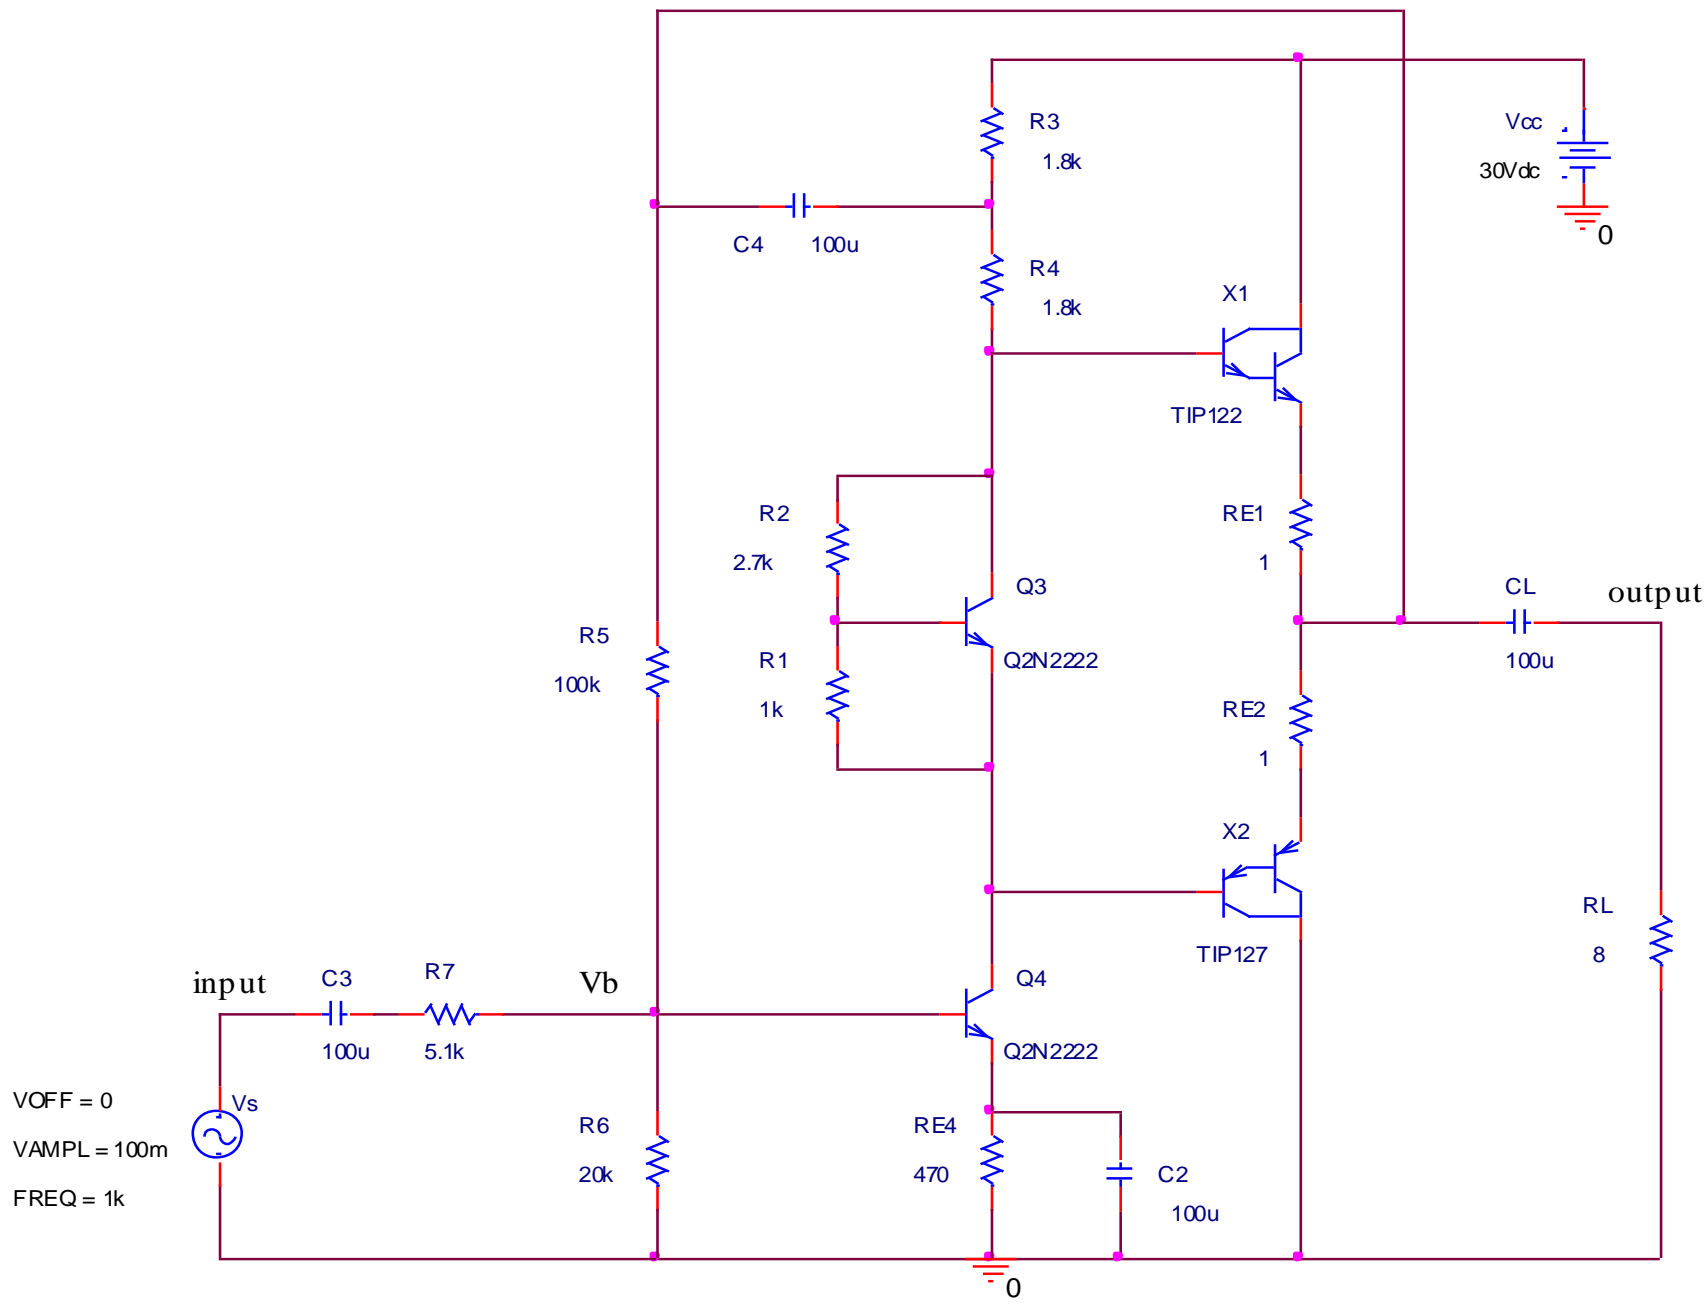 R3
1.8k
Vcc
30Vdc
0
C4
100u
R4
1.8k
X1
TIP122
R2
2.7k
RE1
1
Q3
Q2N2222
CL
100u
output
R5
100k
R1
1k
RE2
1
X2
TIP127
RL
8
input
C3
100u
R7
5.1k
Vb
Q4
Q2N2222
VOFF = 0
VAMPL = 100m
FREQ = 1k
Vs
R6
20k
RE4
470
C2
100u
0